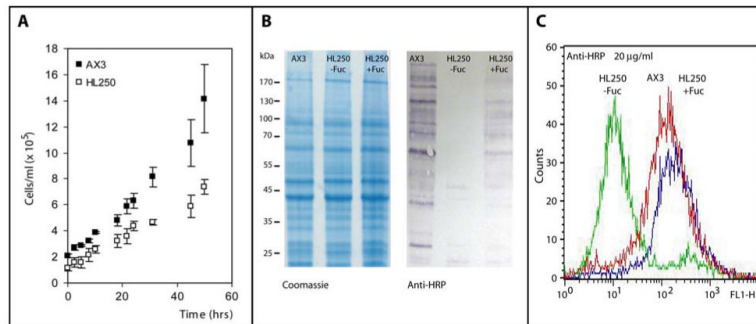 A
18
16
14
12
10
8
6
4
2
0
AX3
HL250
Cells/ml (x 10⁵)
0 20 40 60
Time (hrs)
B
kDa
AX3 HL250 -Fuc HL250 +Fuc
AX3 HL250 -Fuc HL250 +Fuc
170
130
100
70
55
45
35
25
Coomassie
Anti-HRP
C
Anti-HRP 20 µg/ml
HL250 -Fuc
AX3
HL250 +Fuc
60
50
40
30
20
10
0
Counts
10⁰ 10¹ 10² 10³
FL1-H